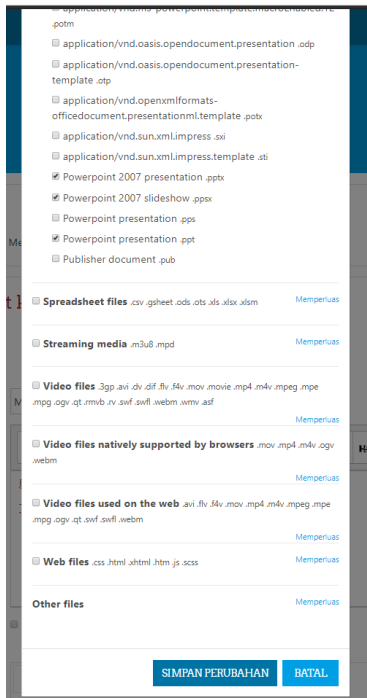 application/vnd.ms-powerpoint.template.macroenabled.12
.potm
application/vnd.oasis.opendocument.presentation .odp
application/vnd.oasis.opendocument.presentation-
template .otp
application/vnd.openxmlformats-
officedocument.presentationml.template .potx
application/vnd.sun.xml.impress .sxi
application/vnd.sun.xml.impress.template .sti
Powerpoint 2007 presentation .pptx
Powerpoint 2007 slideshow .ppsx
Powerpoint presentation .pps
Powerpoint presentation .ppt
Publisher document .pub
Spreadsheet files .csv .gsheet .ods .ots .xls .xlsx .xlsm
Memperluas
Streaming media .m3u8 .mpd
Memperluas
Video files .3gp .avi .dv .dif .flv .f4v .mov .movie .mp4 .m4v .mpeg .mpe
.mpg .ogv .qt .rmvb .rv .swf .swfl .webm .wmv .asf
Memperluas
Video files natively supported by browsers .mov .mp4 .m4v .ogv
.webm
Memperluas
Video files used on the web .avi .flv .f4v .mov .mp4 .m4v .mpeg .mpe
.mpg .ogv .qt .swf .swfl .webm
Memperluas
Web files .css .html .xhtml .htm .js .scss
Memperluas
Other files
Memperluas
SIMPAN PERUBAHAN
BATAL